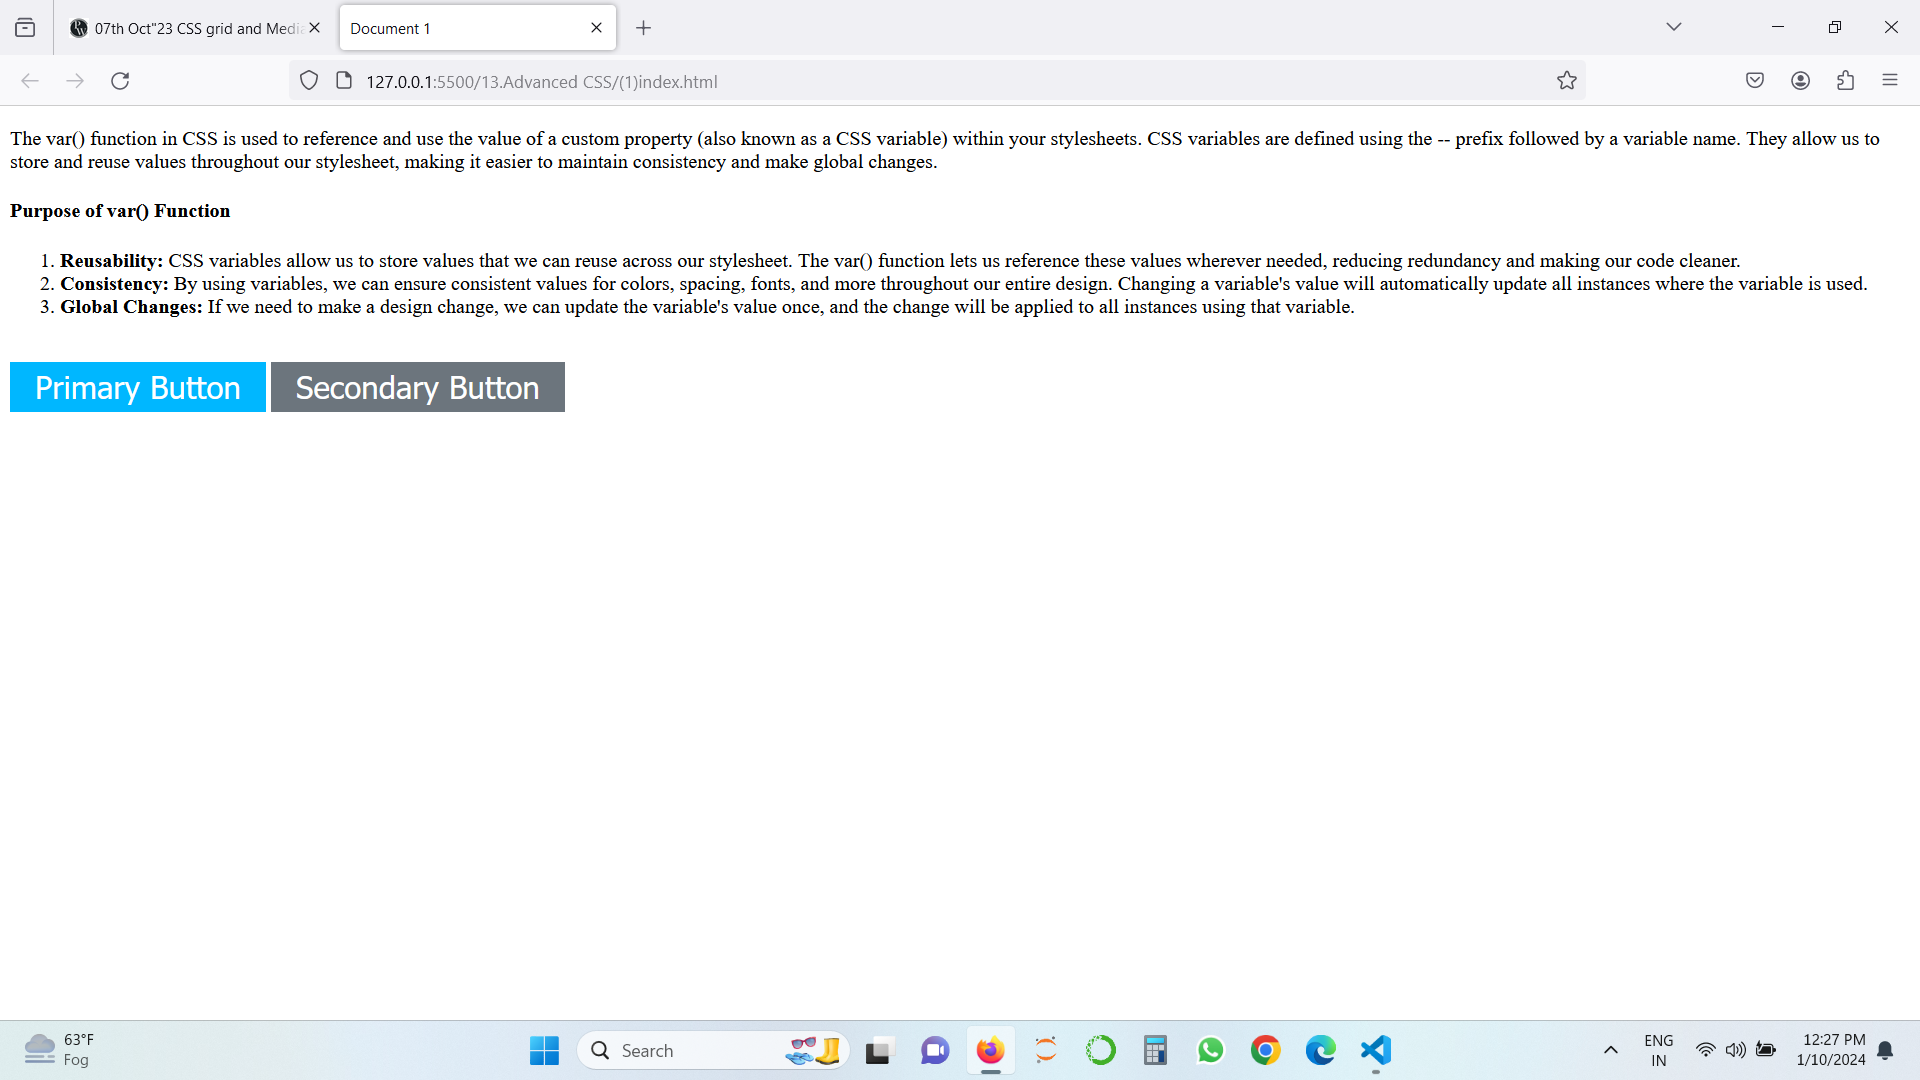 07th Oct"23 CSS grid and Media
Document 1
127.0.0.1:5500/13.Advanced CSS/(1)index.html
The var() function in CSS is used to reference and use the value of a custom property (also known as a CSS variable) within your stylesheets. CSS variables are defined using the -- prefix followed by a variable name. They allow us to
store and reuse values throughout our stylesheet, making it easier to maintain consistency and make global changes.
Purpose of var() Function
1. Reusability: CSS variables allow us to store values that we can reuse across our stylesheet. The var() function lets us reference these values wherever needed, reducing redundancy and making our code cleaner.
2. Consistency: By using variables, we can ensure consistent values for colors, spacing, fonts, and more throughout our entire design. Changing a variable's value will automatically update all instances where the variable is used.
3. Global Changes: If we need to make a design change, we can update the variable's value once, and the change will be applied to all instances using that variable.
Primary Button Secondary Button
63°F
Fog
Search
ENG
IN
12:27 PM
1/10/2024